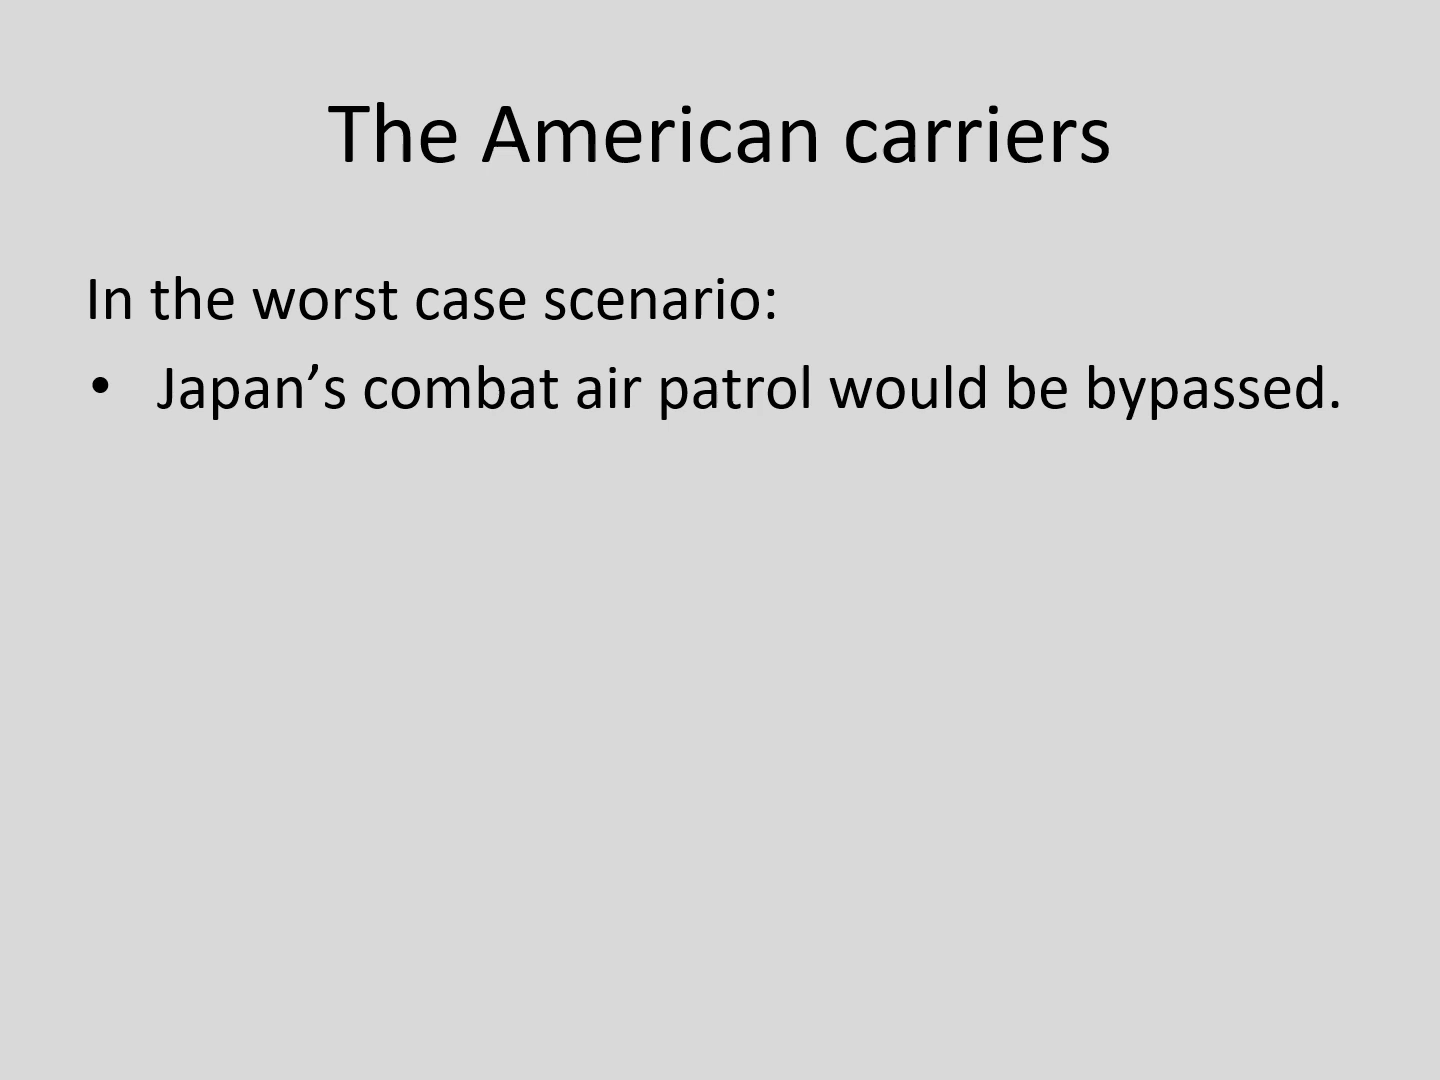 The American carriers
In the worst case scenario:
• Japan’s combat air patrol would be bypassed.